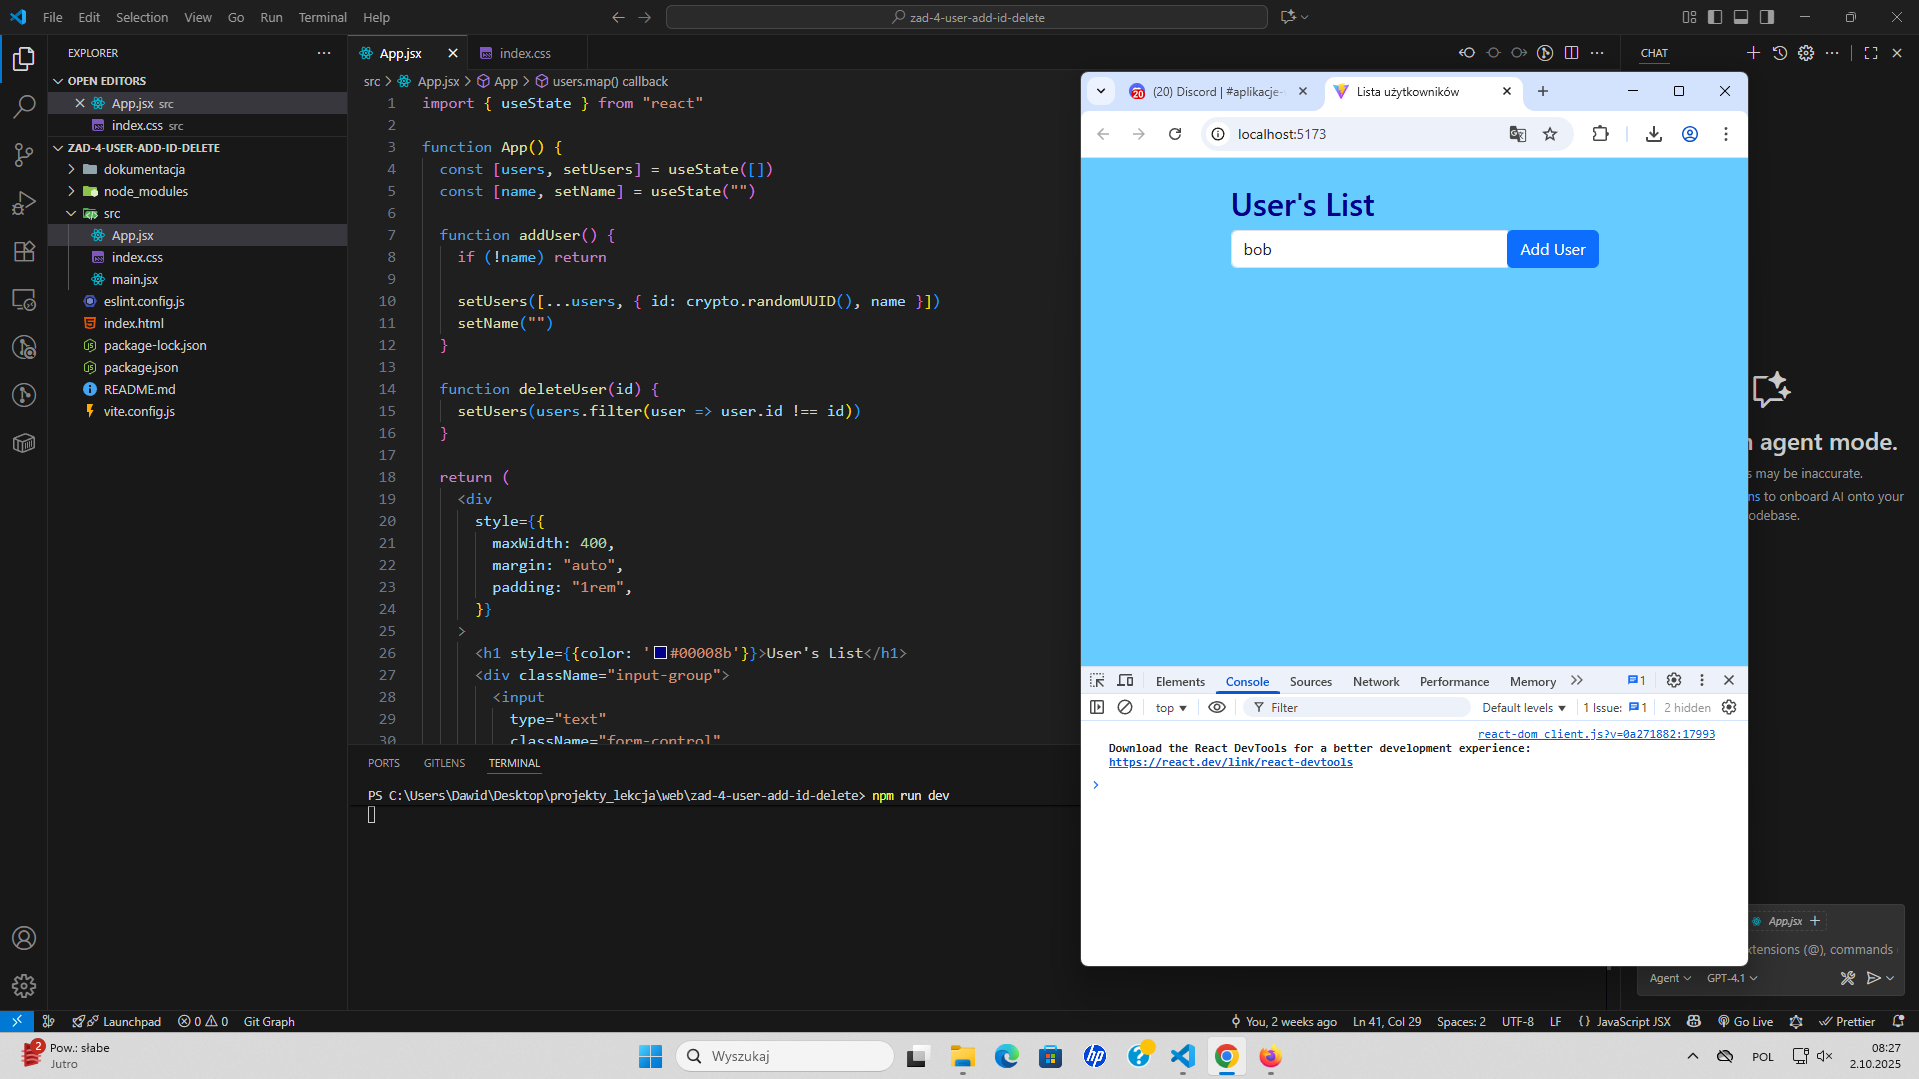 File Edit Selection View Go Run Terminal Help
zad-4-user-add-id-delete
EXPLORER
OPEN EDITORS
App.jsx src
index.css src
ZAD-4-USER-ADD-ID-DELETE
dokumentacja
node_modules
src
App.jsx
index.css
main.jsx
eslint.config.js
index.html
package-lock.json
package.json
README.md
vite.config.js
App.jsx
index.css
src > App.jsx > App > users.map() callback
1 import { useState } from "react"
2
3 function App() {
4 const [users, setUsers] = useState([])
5 const [name, setName] = useState("")
6
7 function addUser() {
8 if (!name) return
9
10 setUsers([...users, { id: crypto.randomUUID(), name }])
11 setName("")
12 }
13
14 function deleteUser(id) {
15 setUsers(users.filter(user => user.id !== id))
16 }
17
18 return (
19 <div
20 style={{
21 maxWidth: 400,
22 margin: "auto",
23 padding: "1rem",
24 }}
25 >
26 <h1 style={{color: '#00008b'}}>User's List</h1>
27 <div className="input-group">
28 <input
29 type="text"
30 className="form-control"
PORTS GITLENS TERMINAL
PS C:\Users\Dawid\Desktop\projekty_lekcja\web\zad-4-user-add-id-delete> npm run dev
CHAT
(20) Discord | #aplikacje-
20
Lista użytkowników
localhost:5173
User's List
bob
Add User
Elements Console Sources Network Performance Memory
1
top
Filter
Default levels
1 Issue: 1
2 hidden
react-dom_client.js?v=0a271882:17993
Download the React DevTools for a better development experience:
https://react.dev/link/react-devtools
agent mode.
may be inaccurate.
to onboard AI onto your
App.jsx
commands
Agent
GPT-4.1
Launchpad
0 0
Git Graph
You, 2 weeks ago
Ln 41, Col 29
Spaces: 2
UTF-8
LF
JavaScript JSX
Go Live
Prettier
2
Pow.: słabe
Jutro
Wyszukaj
POL
08:27
2.10.2025